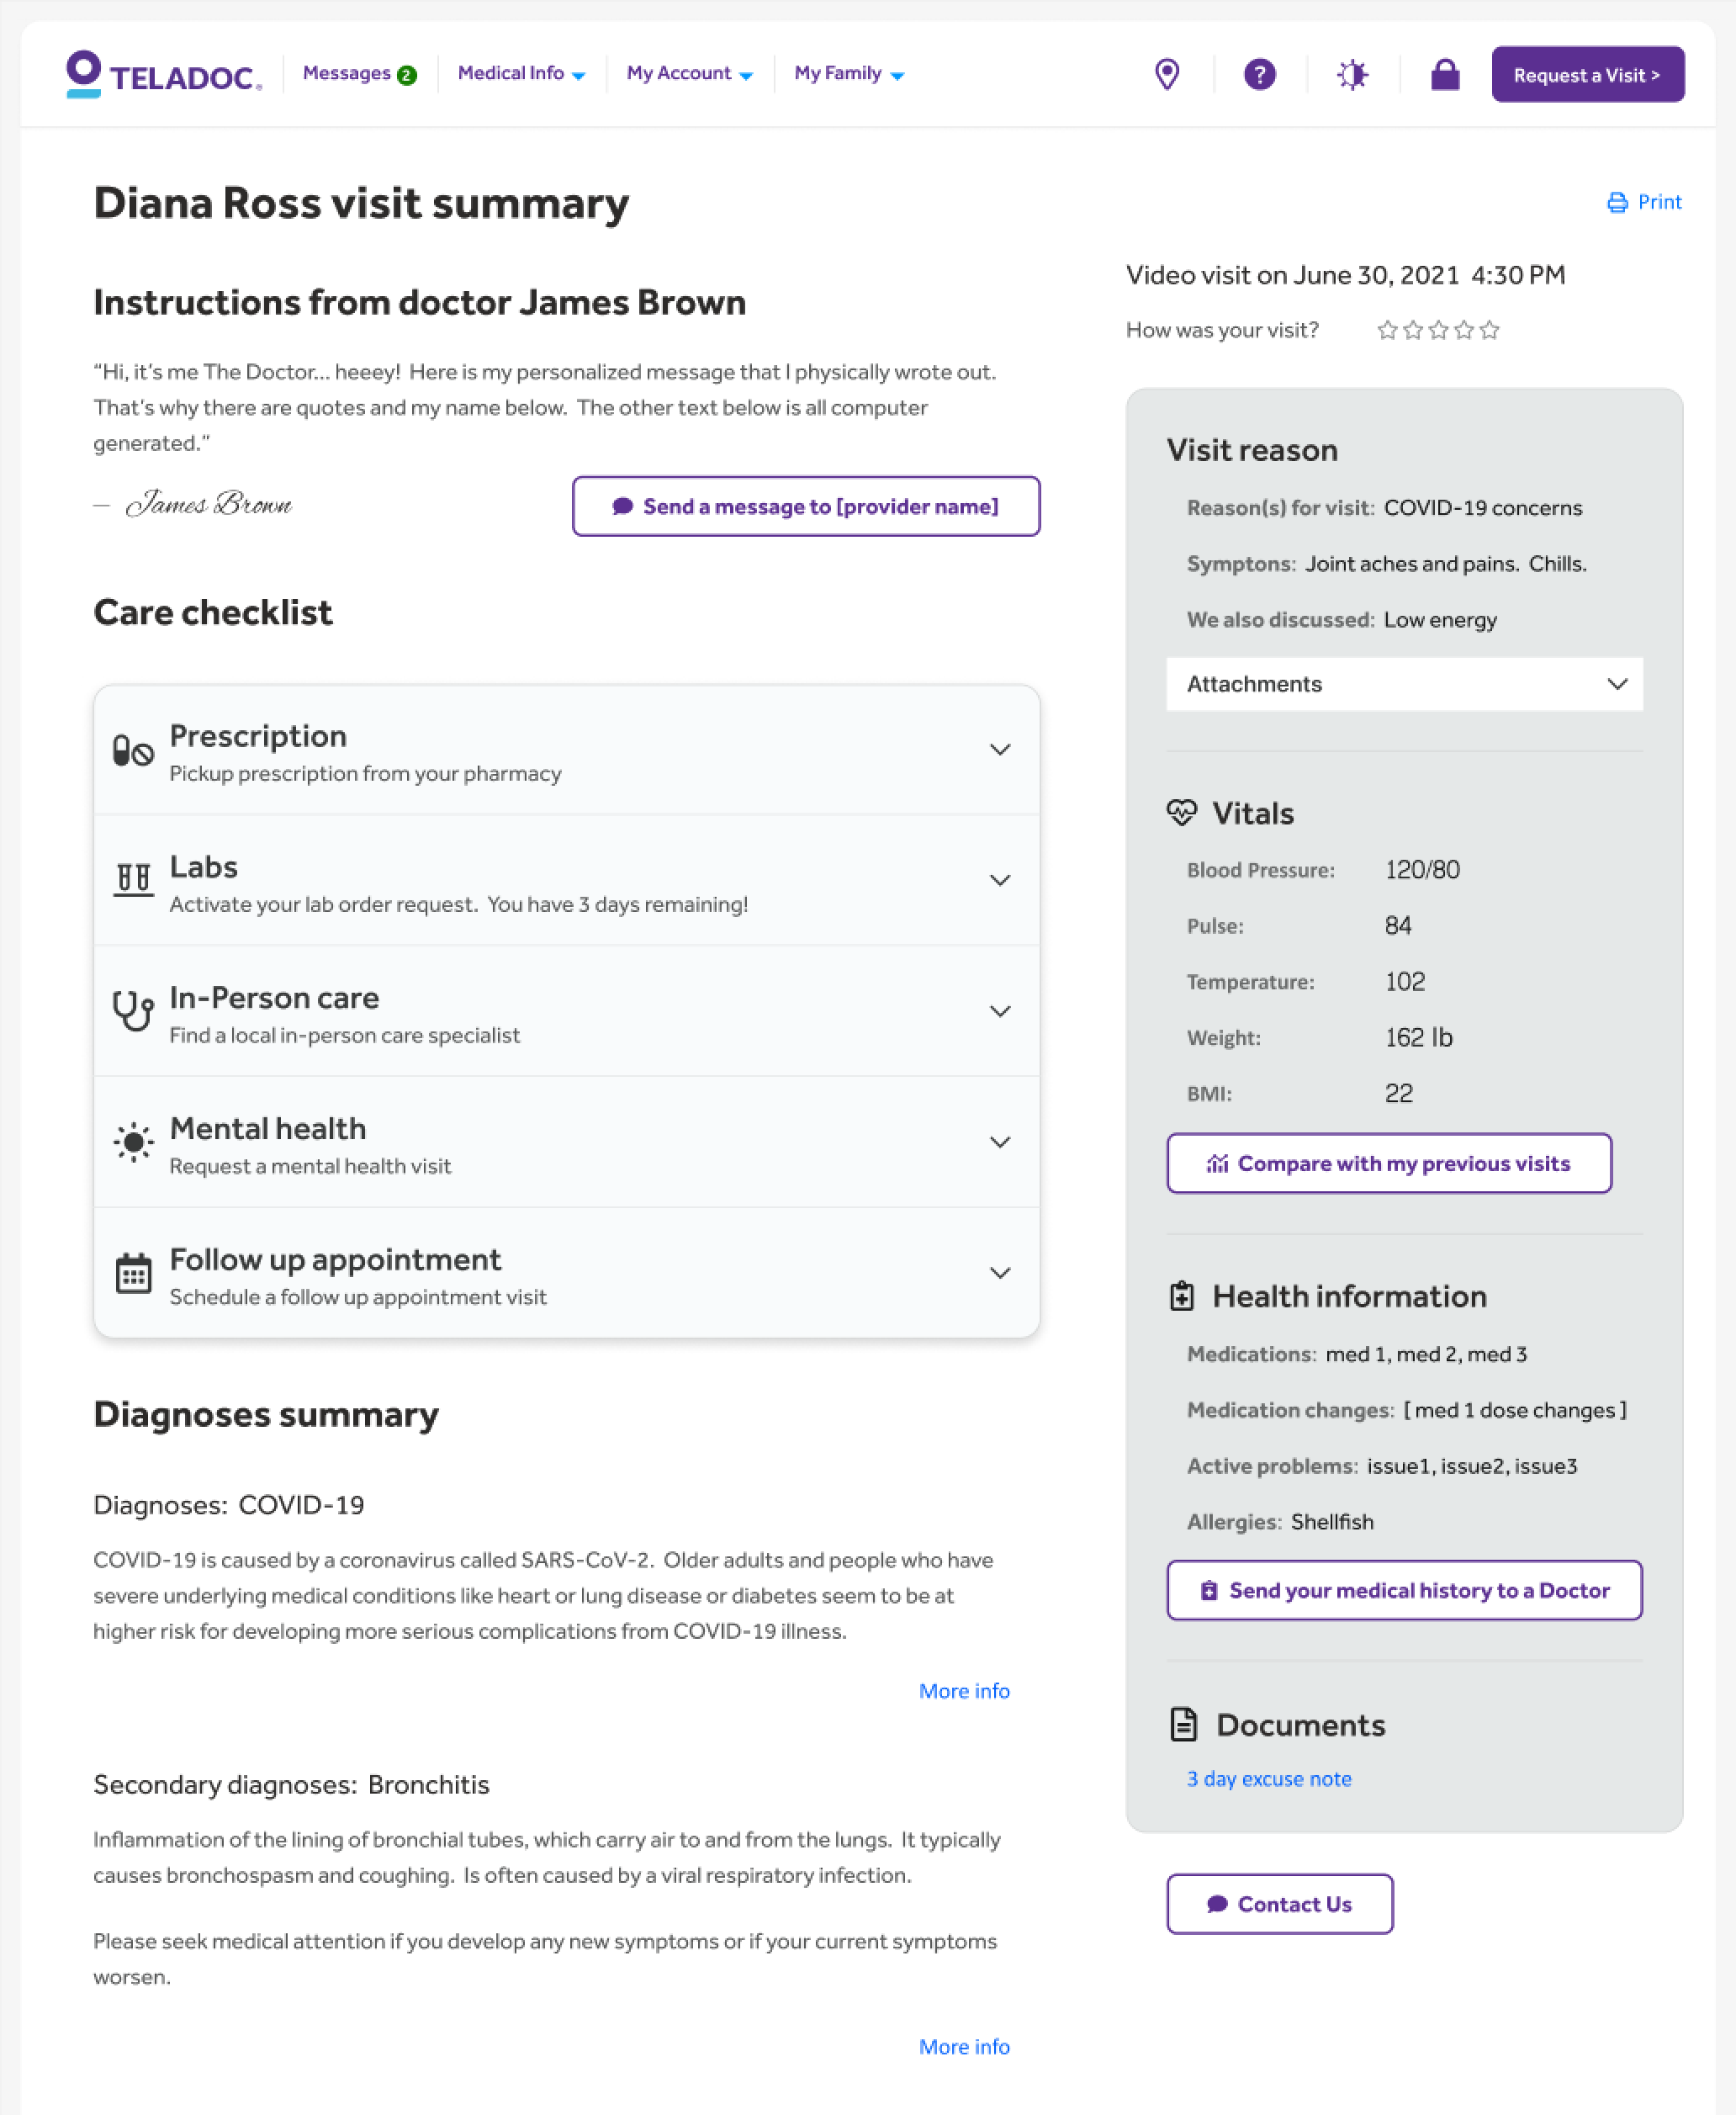 TELADOC®
Messages 2
Medical Info
My Account
My Family
?
Request a Visit >
Diana Ross visit summary
Print
Instructions from doctor James Brown
“Hi, it’s me The Doctor... heeey!  Here is my personalized message that I physically wrote out.
That’s why there are quotes and my name below.  The other text below is all computer
generated.”
– James Brown
Send a message to [provider name]
Care checklist
Prescription
Pickup prescription from your pharmacy
Labs
Activate your lab order request.  You have 3 days remaining!
In-Person care
Find a local in-person care specialist
Mental health
Request a mental health visit
Follow up appointment
Schedule a follow up appointment visit
Diagnoses summary
Diagnoses:  COVID-19
COVID-19 is caused by a coronavirus called SARS-CoV-2.  Older adults and people who have
severe underlying medical conditions like heart or lung disease or diabetes seem to be at
higher risk for developing more serious complications from COVID-19 illness.
More info
Secondary diagnoses:  Bronchitis
Inflammation of the lining of bronchial tubes, which carry air to and from the lungs.  It typically
causes bronchospasm and coughing.  Is often caused by a viral respiratory infection.
Please seek medical attention if you develop any new symptoms or if your current symptoms
worsen.
More info
Video visit on June 30, 2021  4:30 PM
How was your visit?
Visit reason
Reason(s) for visit:  COVID-19 concerns
Symptons:  Joint aches and pains.  Chills.
We also discussed:  Low energy
Attachments
Vitals
Blood Pressure: 120/80
Pulse: 84
Temperature: 102
Weight: 162 lb
BMI: 22
Compare with my previous visits
Health information
Medications:  med 1, med 2, med 3
Medication changes:  [ med 1 dose changes ]
Active problems:  issue1, issue2, issue3
Allergies:  Shellfish
Send your medical history to a Doctor
Documents
3 day excuse note
Contact Us